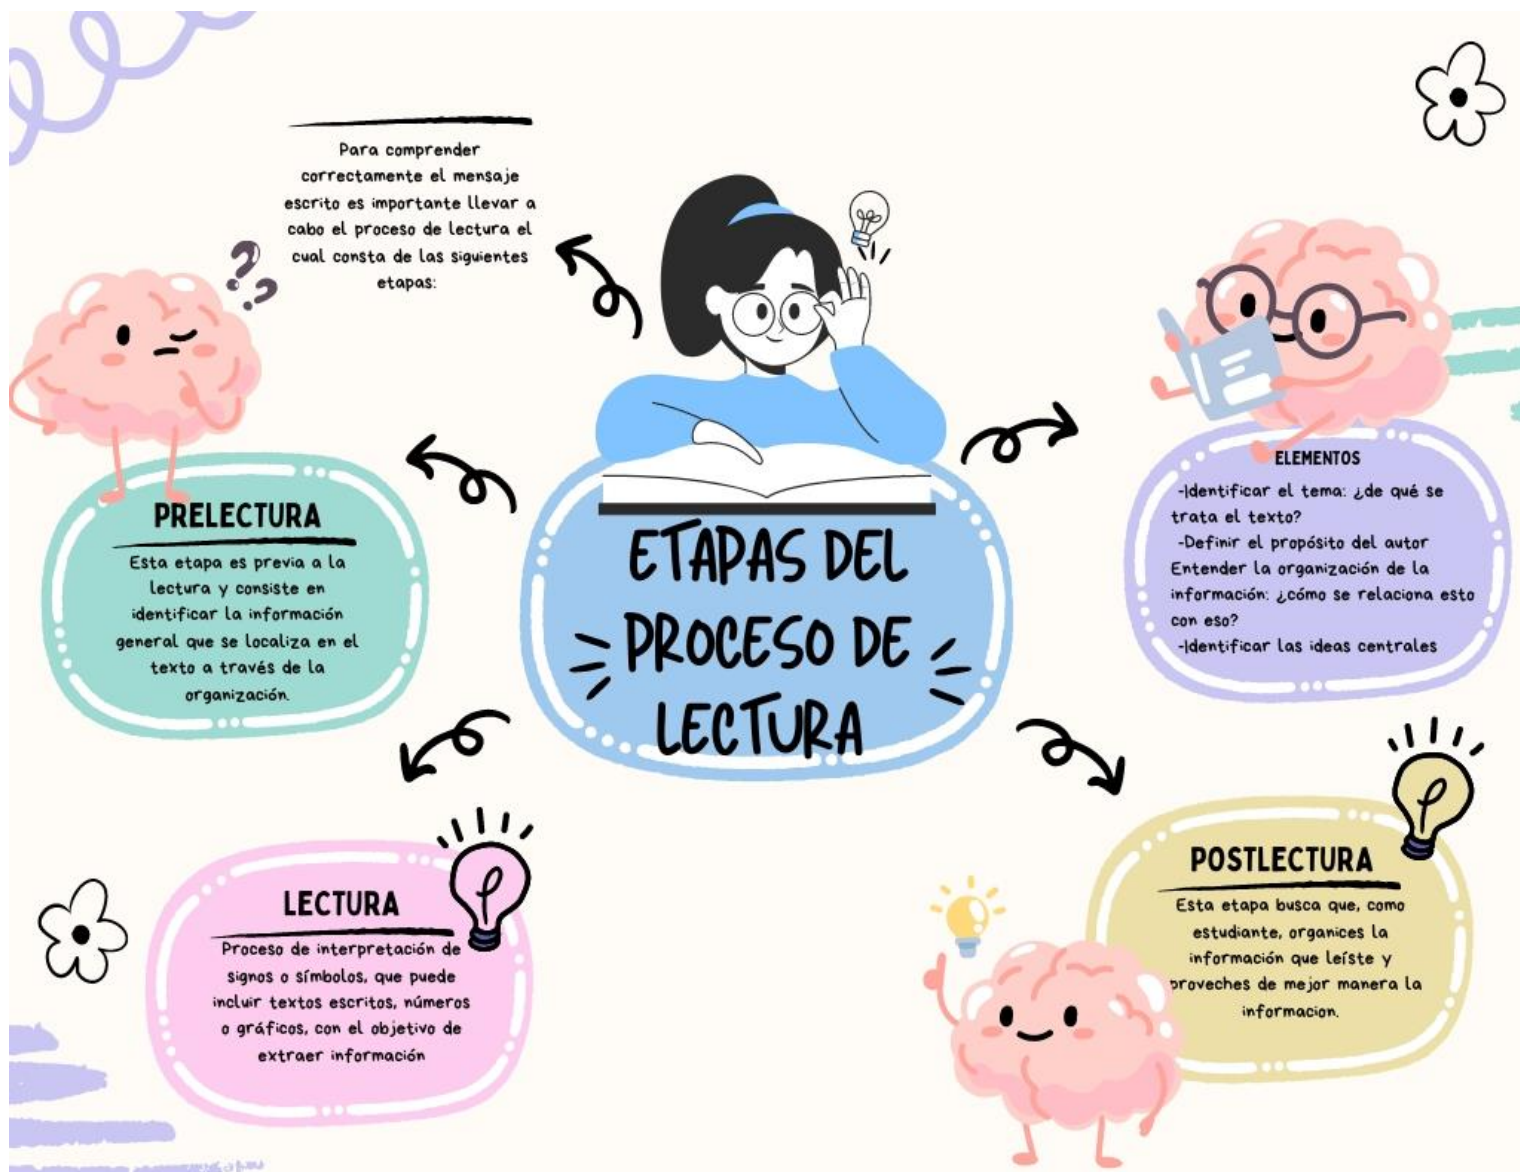 Para comprender
correctamente el mensaje
escrito es importante llevar a
cabo el proceso de lectura el
cual consta de las siguientes
etapas:
PRELECTURA
Esta etapa es previa a la
lectura y consiste en
identificar la información
general que se localiza en el
texto a través de la
organización.
ETAPAS DEL
PROCESO DE
LECTURA
ELEMENTOS
-Identificar el tema: ¿de qué se
trata el texto?
-Definir el propósito del autor
Entender la organización de la
información: ¿cómo se relaciona esto
con eso?
-Identificar las ideas centrales
LECTURA
Proceso de interpretación de
signos o símbolos, que puede
incluir textos escritos, números
o gráficos, con el objetivo de
extraer información
POSTLECTURA
Esta etapa busca que, como
estudiante, organices la
información que leíste y
proveches de mejor manera la
informacion.